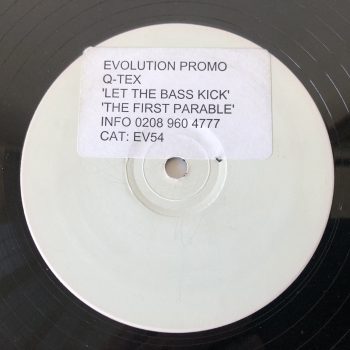 EVOLUTION PROMO
Q-TEX
'LET THE BASS KICK'
'THE FIRST PARABLE'
INFO 0208 960 4777
CAT: EV54